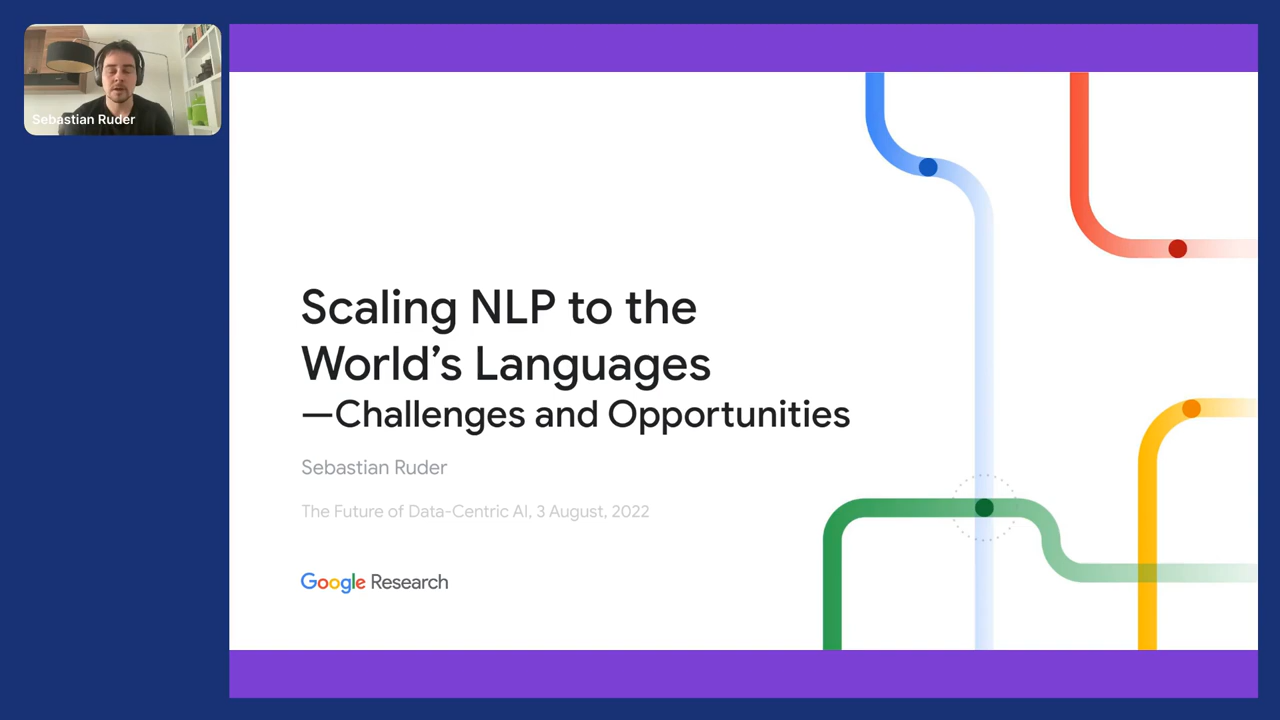 Sebastian Ruder
Scaling NLP to the
World’s Languages
—Challenges and Opportunities
Sebastian Ruder
The Future of Data-Centric AI, 3 August, 2022
Google Research